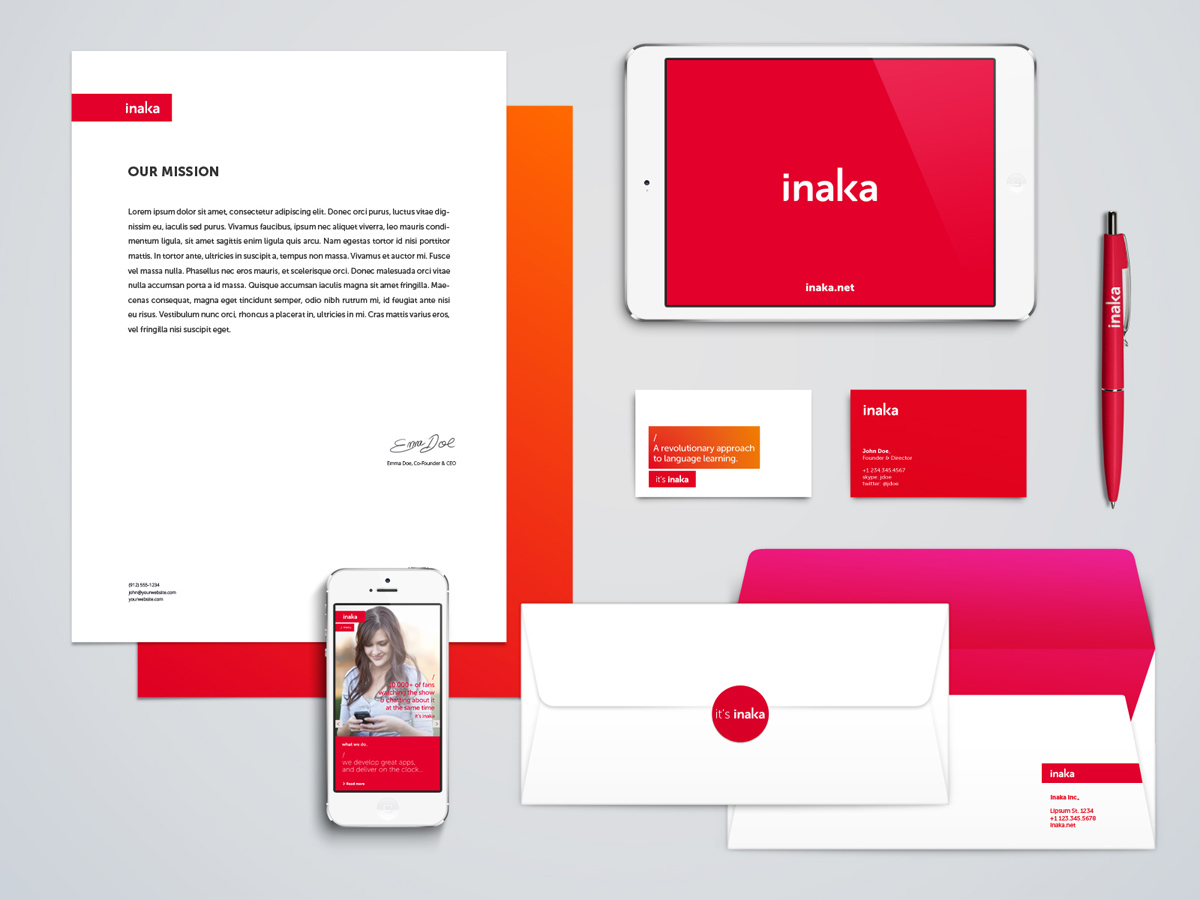 inaka
OUR MISSION
Lorem ipsum dolor sit amet, consectetur adipiscing elit. Donec orci purus, luctus vitae dig-
nissim eu, iaculis sed purus. Vivamus faucibus, ipsum nec aliquet viverra, leo mauris condi-
mentum ligula, sit amet sagittis enim ligula quis arcu. Nam egestas tortor id nisi porttitor
mattis. In tortor ante, ultricies in suscipit a, tempus non massa. Vivamus et auctor mi. Fusce
vel massa nulla. Phasellus nec eros mauris, et scelerisque orci. Donec malesuada orci vitae
nulla accumsan porta a id massa. Quisque accumsan iaculis magna sit amet fringilla. Mae-
cenas consequat, magna eget tincidunt semper, odio nibh rutrum mi, id feugiat ante nisi
eu risus. Vestibulum nunc orci, rhoncus a placerat in, ultricies in mi. Cras mattis varius eros,
vel fringilla nisi suscipit eget.
Emma Doe
Emma Doe, Co-Founder & CEO
(912) 555-1234
john@yourwebsite.com
yourwebsite.com
inaka
inaka.net
inaka
/
A revolutionary approach
to language learning.
it's inaka
inaka
John Doe.
Founder & Director
+1 234.345.4567
skype: jdoe
twitter: @jdoe
inaka
/
10 000+ of fans
watching the show
& chatting about it
at the same time
it's inaka
what we do.
/
we develop great apps,
and deliver on the clock...
> Read more
it's inaka
inaka
Inaka Inc.
Lipsum St. 1234
+1 123.345.5678
inaka.net